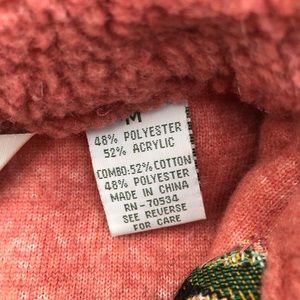 M
48% POLYESTER
52% ACRYLIC
COMBO:52% COTTON
48% POLYESTER
MADE IN CHINA
RN-70534
SEE REVERSE
FOR CARE